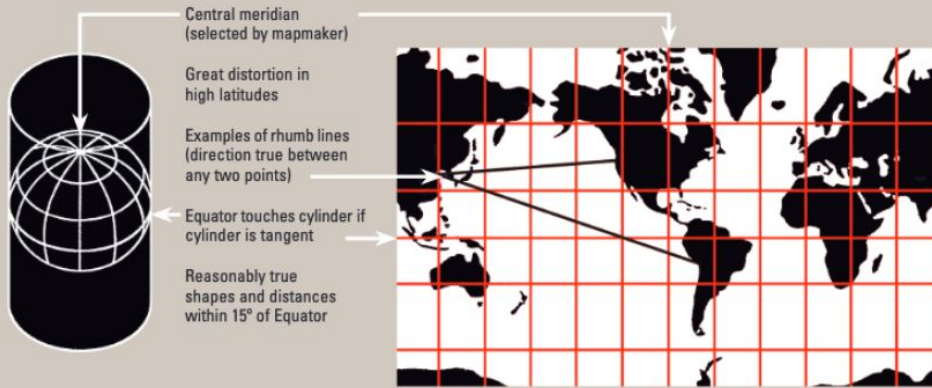 Central meridian
(selected by mapmaker)
Great distortion in
high latitudes
Examples of rhumb lines
(direction true between
any two points)
Equator touches cylinder if
cylinder is tangent
Reasonably true
shapes and distances
within 15° of Equator